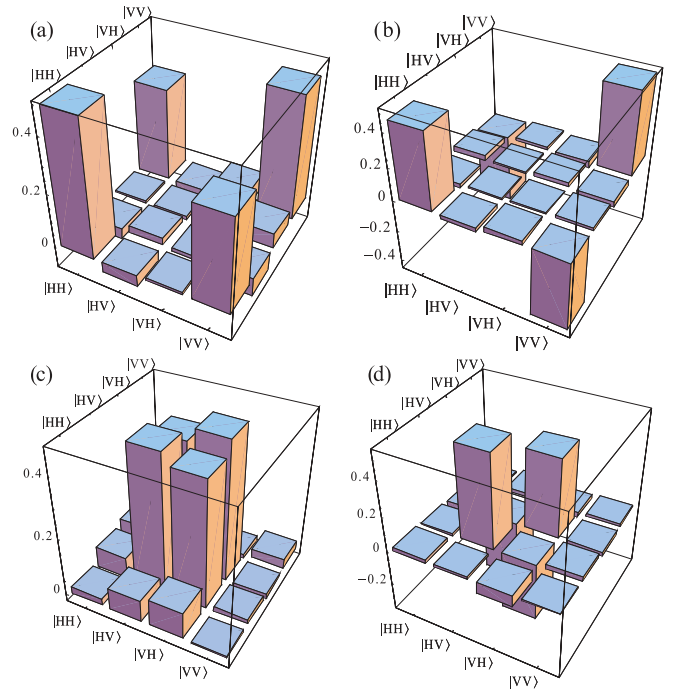 (a)
|VV⟩
|VH⟩
|HV⟩
|HH⟩
0.4
0.2
0
|HH⟩
|HV⟩
|VH⟩
|VV⟩
(b)
|VV⟩
|VH⟩
|HV⟩
|HH⟩
0.4
0.2
0
−0.2
−0.4
|HH⟩
|HV⟩
|VH⟩
|VV⟩
(c)
|VV⟩
|VH⟩
|HV⟩
|HH⟩
0.4
0.2
0
|HH⟩
|HV⟩
|VH⟩
|VV⟩
(d)
|VV⟩
|VH⟩
|HV⟩
|HH⟩
0.4
0.2
0
−0.2
|HH⟩
|HV⟩
|VH⟩
|VV⟩